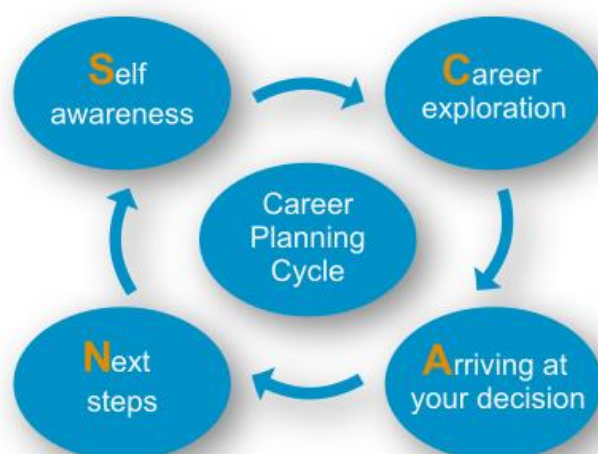 Self
awareness
Career
exploration
Career
Planning
Cycle
Next
steps
Arriving at
your decision